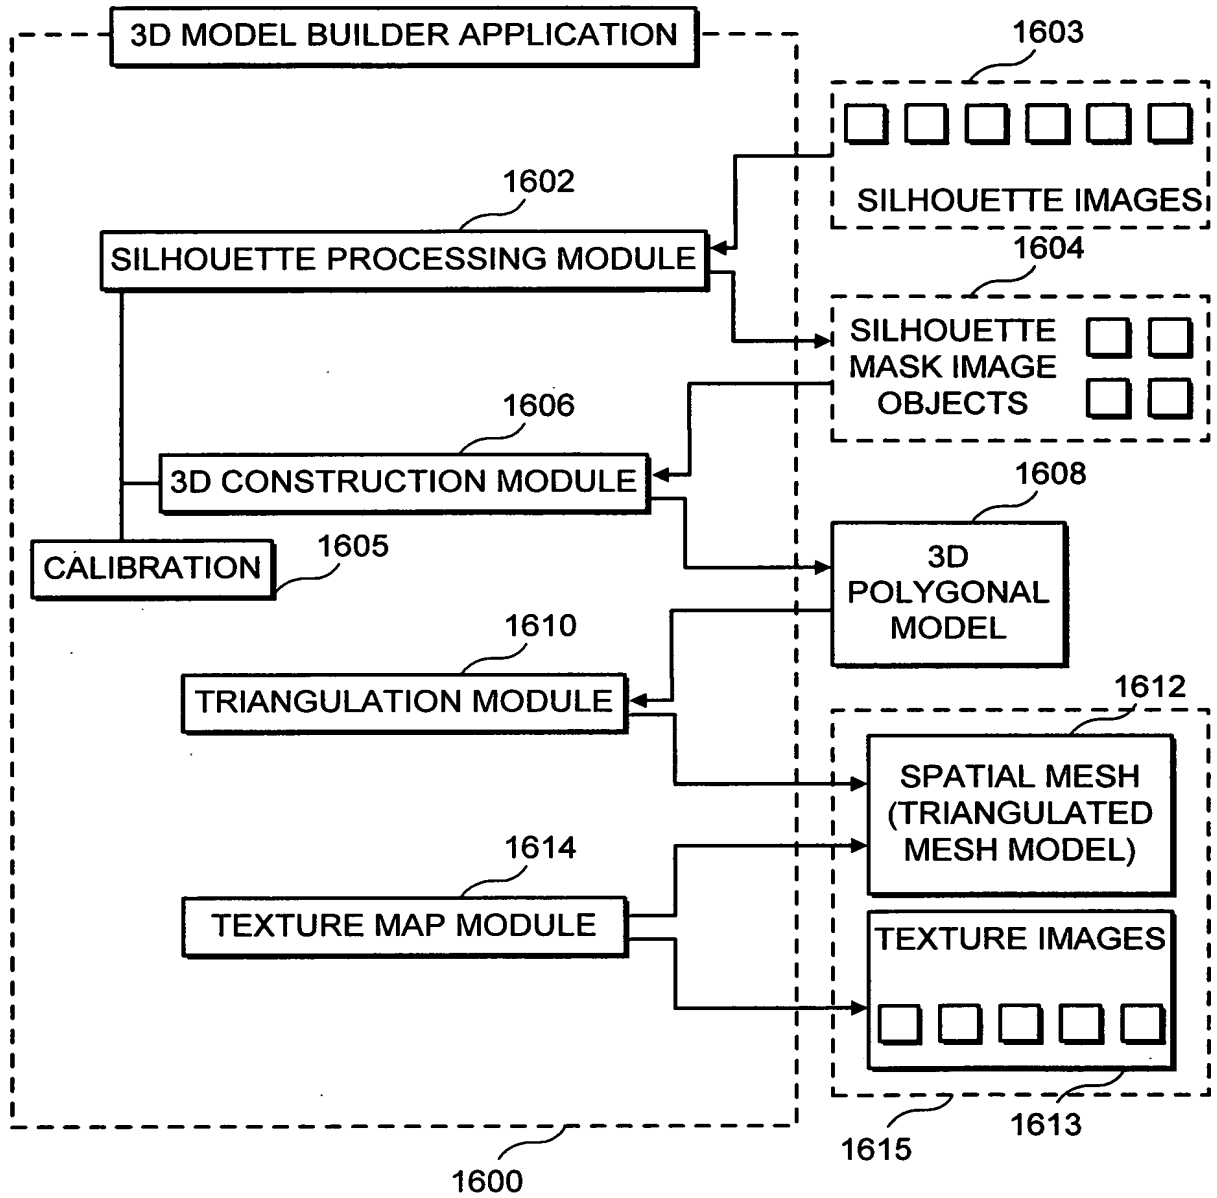 3D MODEL BUILDER APPLICATION
1603
SILHOUETTE IMAGES
1602
SILHOUETTE PROCESSING MODULE
1604
SILHOUETTE
MASK IMAGE
OBJECTS
1606
3D CONSTRUCTION MODULE
1608
3D
POLYGONAL
MODEL
CALIBRATION
1605
1610
TRIANGULATION MODULE
1612
SPATIAL MESH
(TRIANGULATED
MESH MODEL)
1614
TEXTURE MAP MODULE
TEXTURE IMAGES
1613
1615
1600